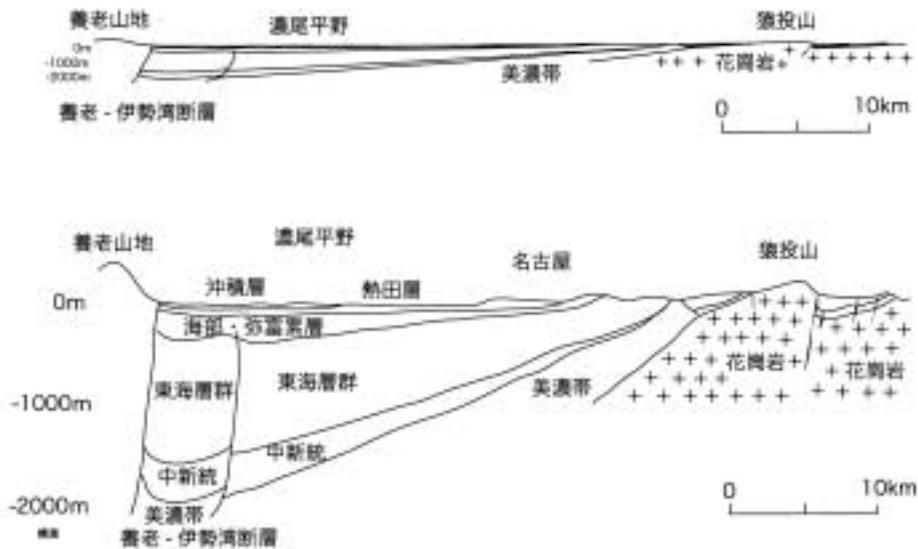 養老山地
濃尾平野
猿投山
0m
-1000m
-2000m
美濃帯
花崗岩
養老 - 伊勢湾断層
0 10km
養老山地
濃尾平野
名古屋
猿投山
0m
沖積層
熱田層
海部・弥富累層
東海層群
東海層群
花崗岩
花崗岩
美濃帯
-1000m
中新統
中新統
-2000m
美濃帯
養老 - 伊勢湾断層
0 10km